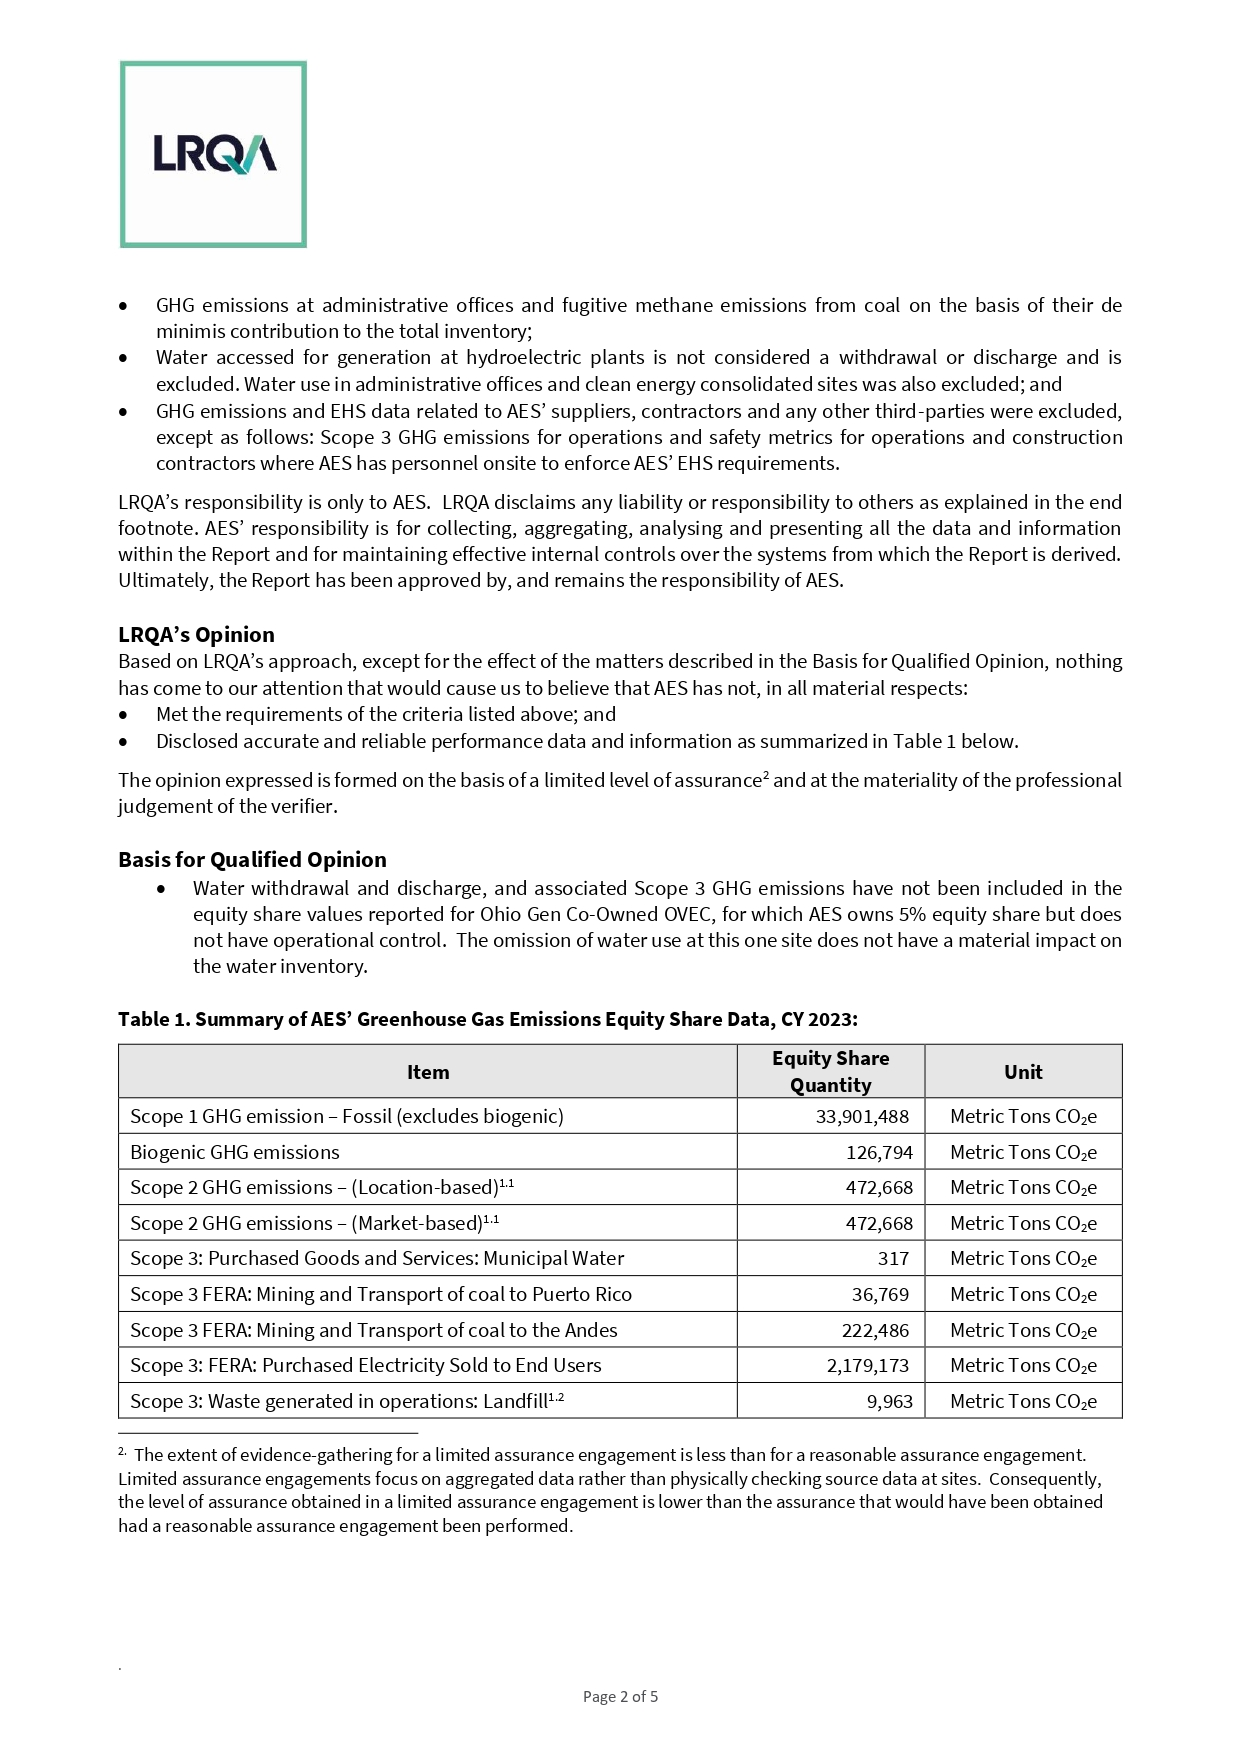 LRQA
• GHG emissions at administrative offices and fugitive methane emissions from coal on the basis of their de
minimis contribution to the total inventory;
• Water accessed for generation at hydroelectric plants is not considered a withdrawal or discharge and is
excluded. Water use in administrative offices and clean energy consolidated sites was also excluded; and
• GHG emissions and EHS data related to AES’ suppliers, contractors and any other third-parties were excluded,
except as follows: Scope 3 GHG emissions for operations and safety metrics for operations and construction
contractors where AES has personnel onsite to enforce AES’ EHS requirements.
LRQA’s responsibility is only to AES.  LRQA disclaims any liability or responsibility to others as explained in the end
footnote. AES’ responsibility is for collecting, aggregating, analysing and presenting all the data and information
within the Report and for maintaining effective internal controls over the systems from which the Report is derived.
Ultimately, the Report has been approved by, and remains the responsibility of AES.
LRQA’s Opinion
Based on LRQA’s approach, except for the effect of the matters described in the Basis for Qualified Opinion, nothing
has come to our attention that would cause us to believe that AES has not, in all material respects:
• Met the requirements of the criteria listed above; and
• Disclosed accurate and reliable performance data and information as summarized in Table 1 below.
The opinion expressed is formed on the basis of a limited level of assurance² and at the materiality of the professional
judgement of the verifier.
Basis for Qualified Opinion
• Water withdrawal and discharge, and associated Scope 3 GHG emissions have not been included in the
equity share values reported for Ohio Gen Co-Owned OVEC, for which AES owns 5% equity share but does
not have operational control.  The omission of water use at this one site does not have a material impact on
the water inventory.
Table 1. Summary of AES’ Greenhouse Gas Emissions Equity Share Data, CY 2023:
Item Equity Share Quantity Unit
Scope 1 GHG emission – Fossil (excludes biogenic) 33,901,488 Metric Tons CO₂e
Biogenic GHG emissions 126,794 Metric Tons CO₂e
Scope 2 GHG emissions – (Location-based)1.1 472,668 Metric Tons CO₂e
Scope 2 GHG emissions – (Market-based)1.1 472,668 Metric Tons CO₂e
Scope 3: Purchased Goods and Services: Municipal Water 317 Metric Tons CO₂e
Scope 3 FERA: Mining and Transport of coal to Puerto Rico 36,769 Metric Tons CO₂e
Scope 3 FERA: Mining and Transport of coal to the Andes 222,486 Metric Tons CO₂e
Scope 3: FERA: Purchased Electricity Sold to End Users 2,179,173 Metric Tons CO₂e
Scope 3: Waste generated in operations: Landfill1.2 9,963 Metric Tons CO₂e
2. The extent of evidence-gathering for a limited assurance engagement is less than for a reasonable assurance engagement.
Limited assurance engagements focus on aggregated data rather than physically checking source data at sites.  Consequently,
the level of assurance obtained in a limited assurance engagement is lower than the assurance that would have been obtained
had a reasonable assurance engagement been performed.
.
Page 2 of 5